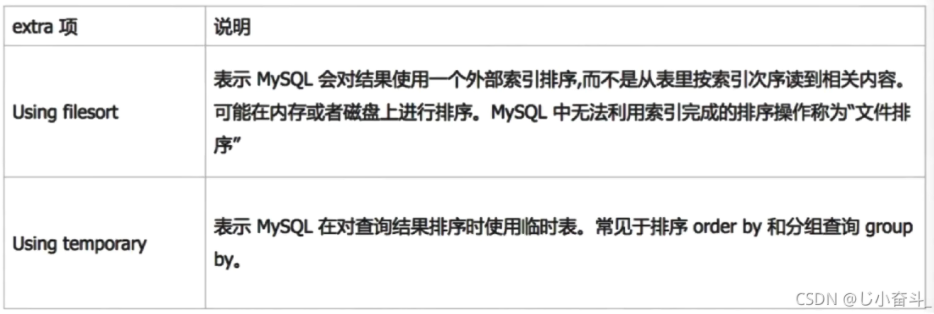 extra 项 说明
Using filesort
表示 MySQL 会对结果使用一个外部索引排序,而不是从表里按索引次序读到相关内容。
可能在内存或者磁盘上进行排序。MySQL 中无法利用索引完成的排序操作称为“文件排
序”
Using temporary
表示 MySQL 在对查询结果排序时使用临时表。常见于排序 order by 和分组查询 group
by。
CSDN @じ小奋斗_